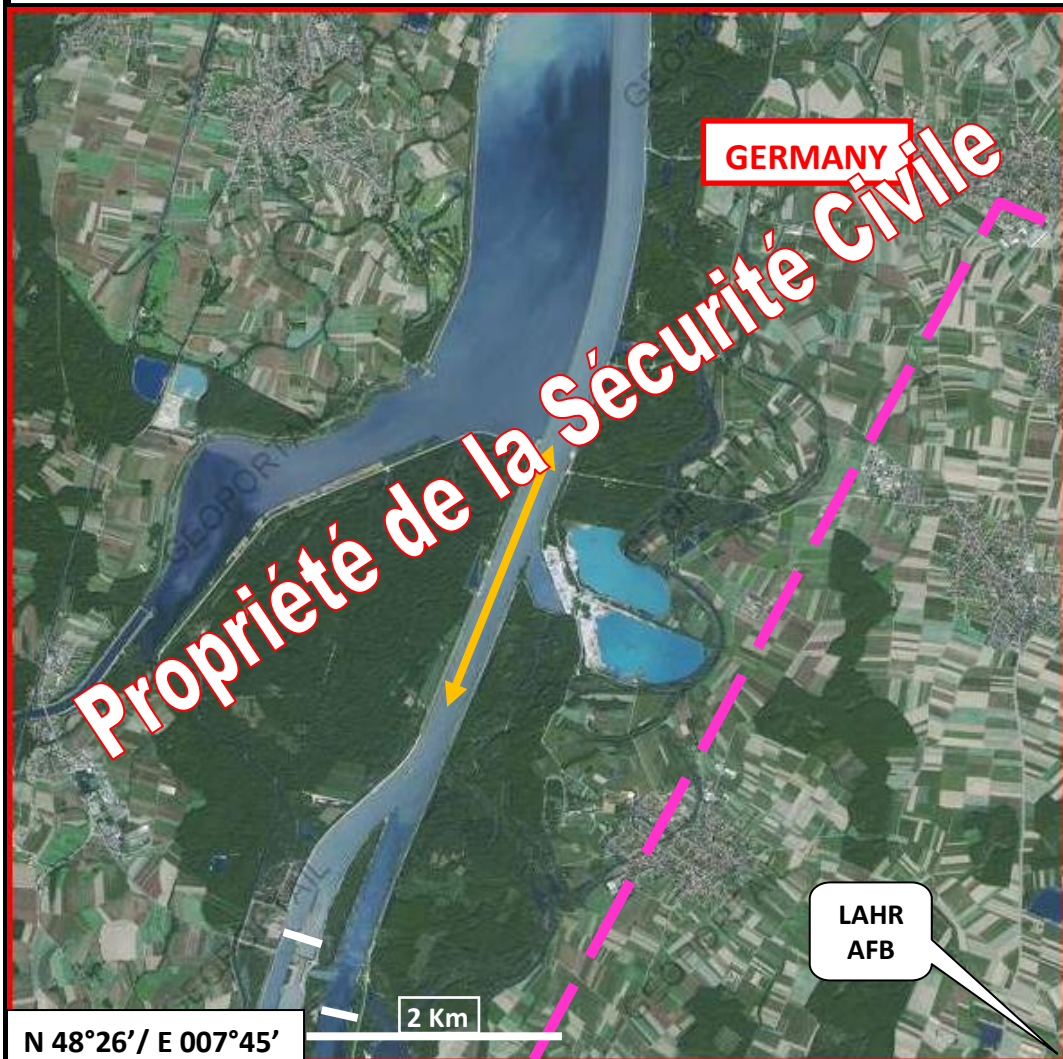 GERMANY
Propriété de la Sécurité Civile
LAHR
AFB
2 Km
N 48°26’/ E 007°45’